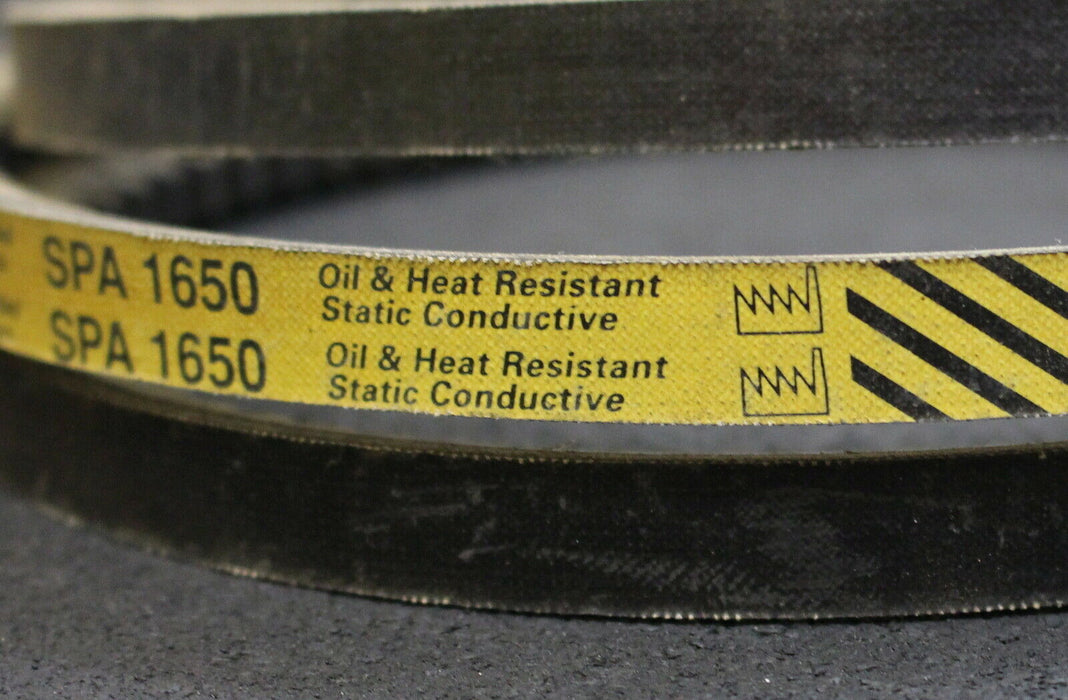 SPA 1650 Oil & Heat Resistant
Static Conductive
SPA 1650 Oil & Heat Resistant
Static Conductive